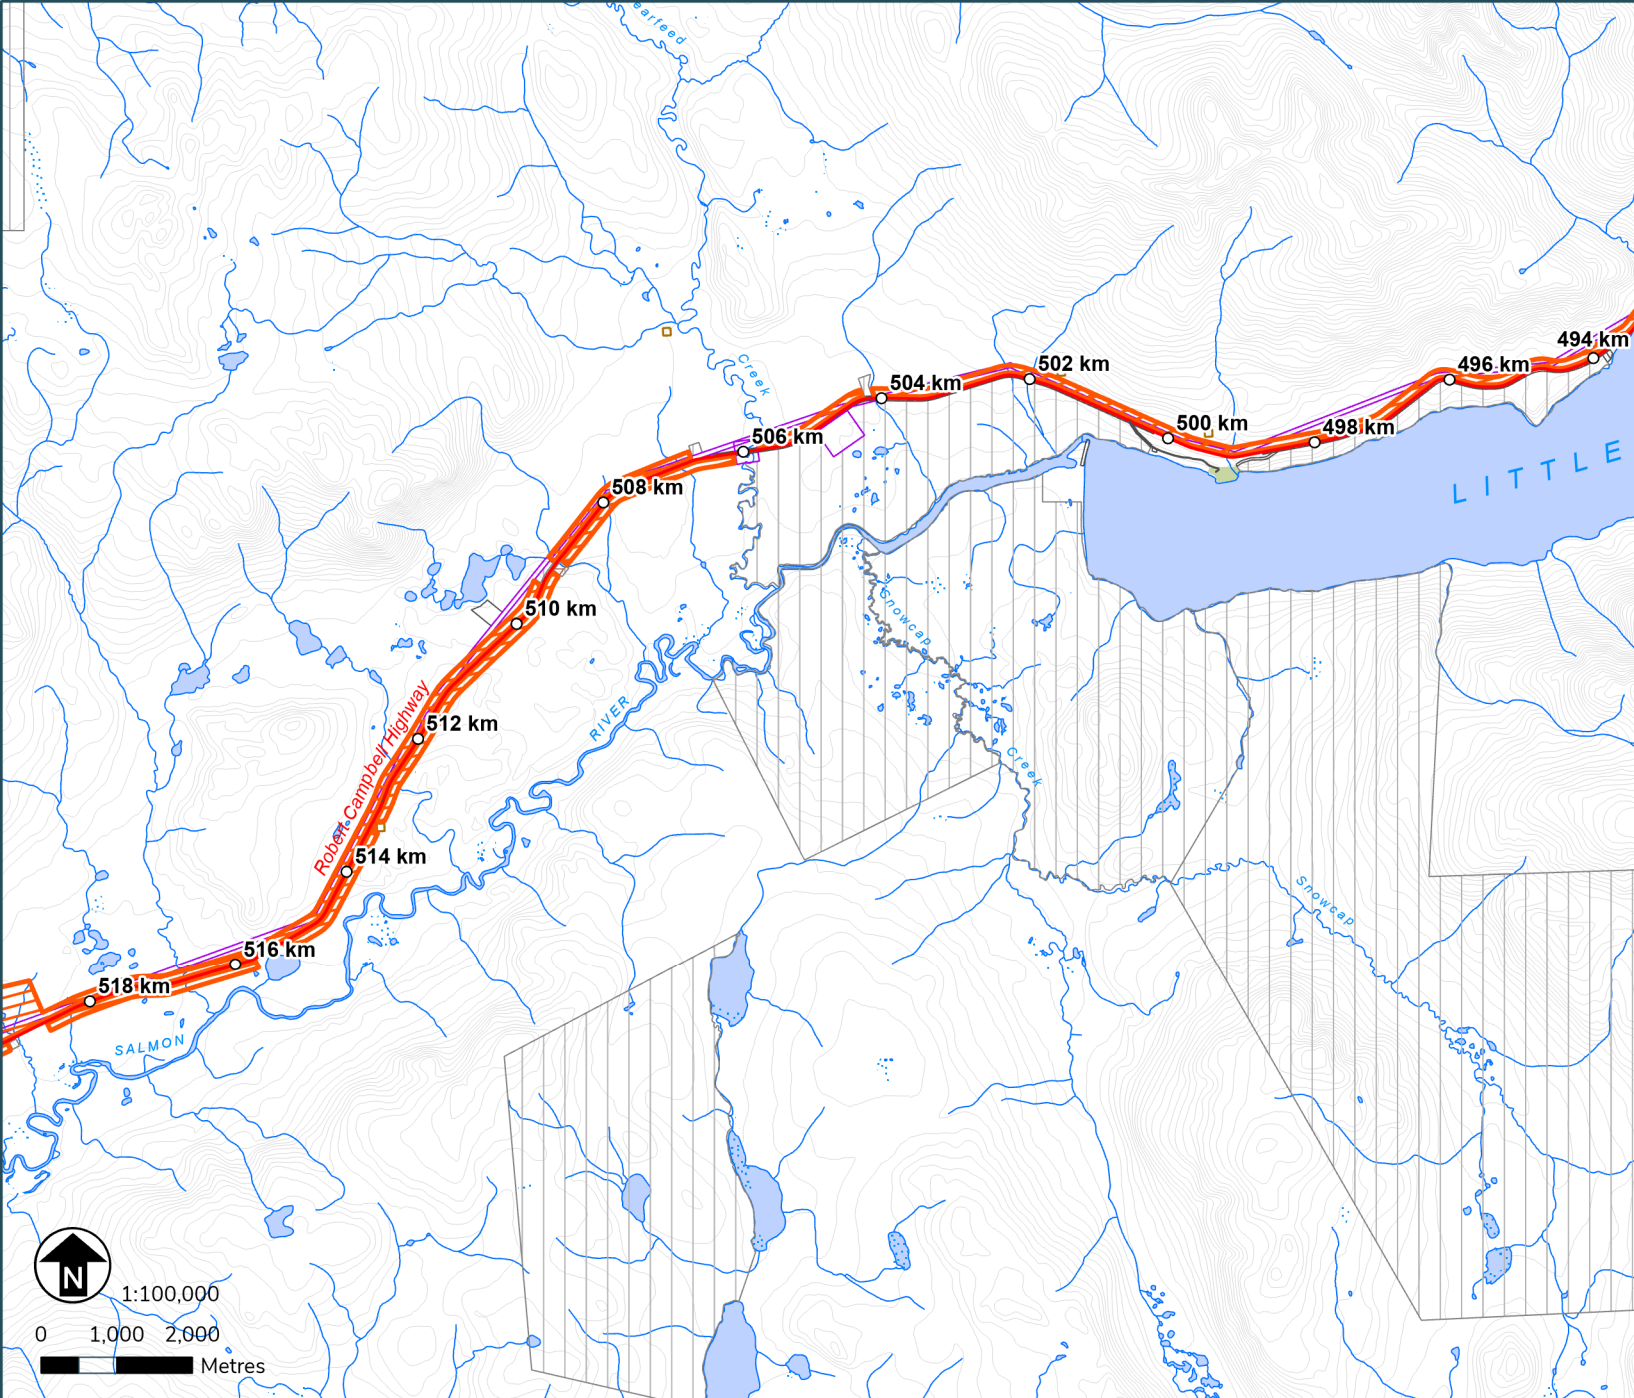 Creek
494 km
496 km
502 km
504 km
500 km
498 km
506 km
LITTLE
508 km
510 km
Snowcap
Creek
RIVER
512 km
Robert Campbell Highway
514 km
Snowcap
516 km
518 km
SALMON
N
1:100,000
0 1,000 2,000
Metres